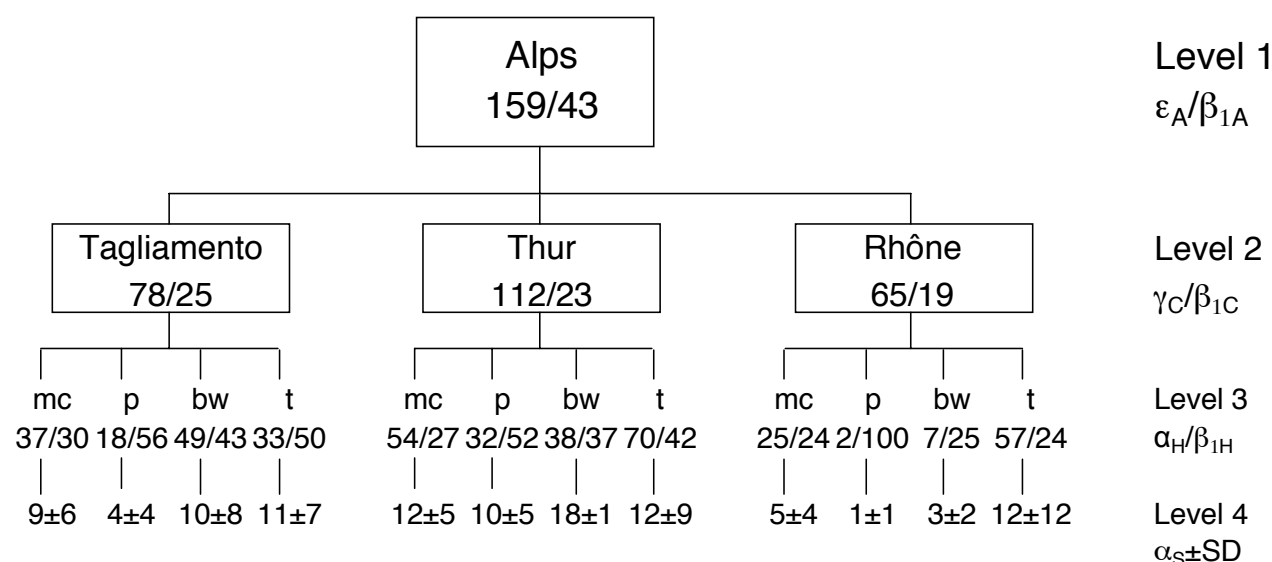 Alps
159/43
Level 1
εA/β1A
Tagliamento
78/25
Thur
112/23
Rhône
65/19
Level 2
γC/β1C
mc p bw t mc p bw t mc p bw t Level 3
37/30 18/56 49/43 33/50 54/27 32/52 38/37 70/42 25/24 2/100 7/25 57/24 αH/β1H
9±6 4±4 10±8 11±7 12±5 10±5 18±1 12±9 5±4 1±1 3±2 12±12 Level 4
αS±SD